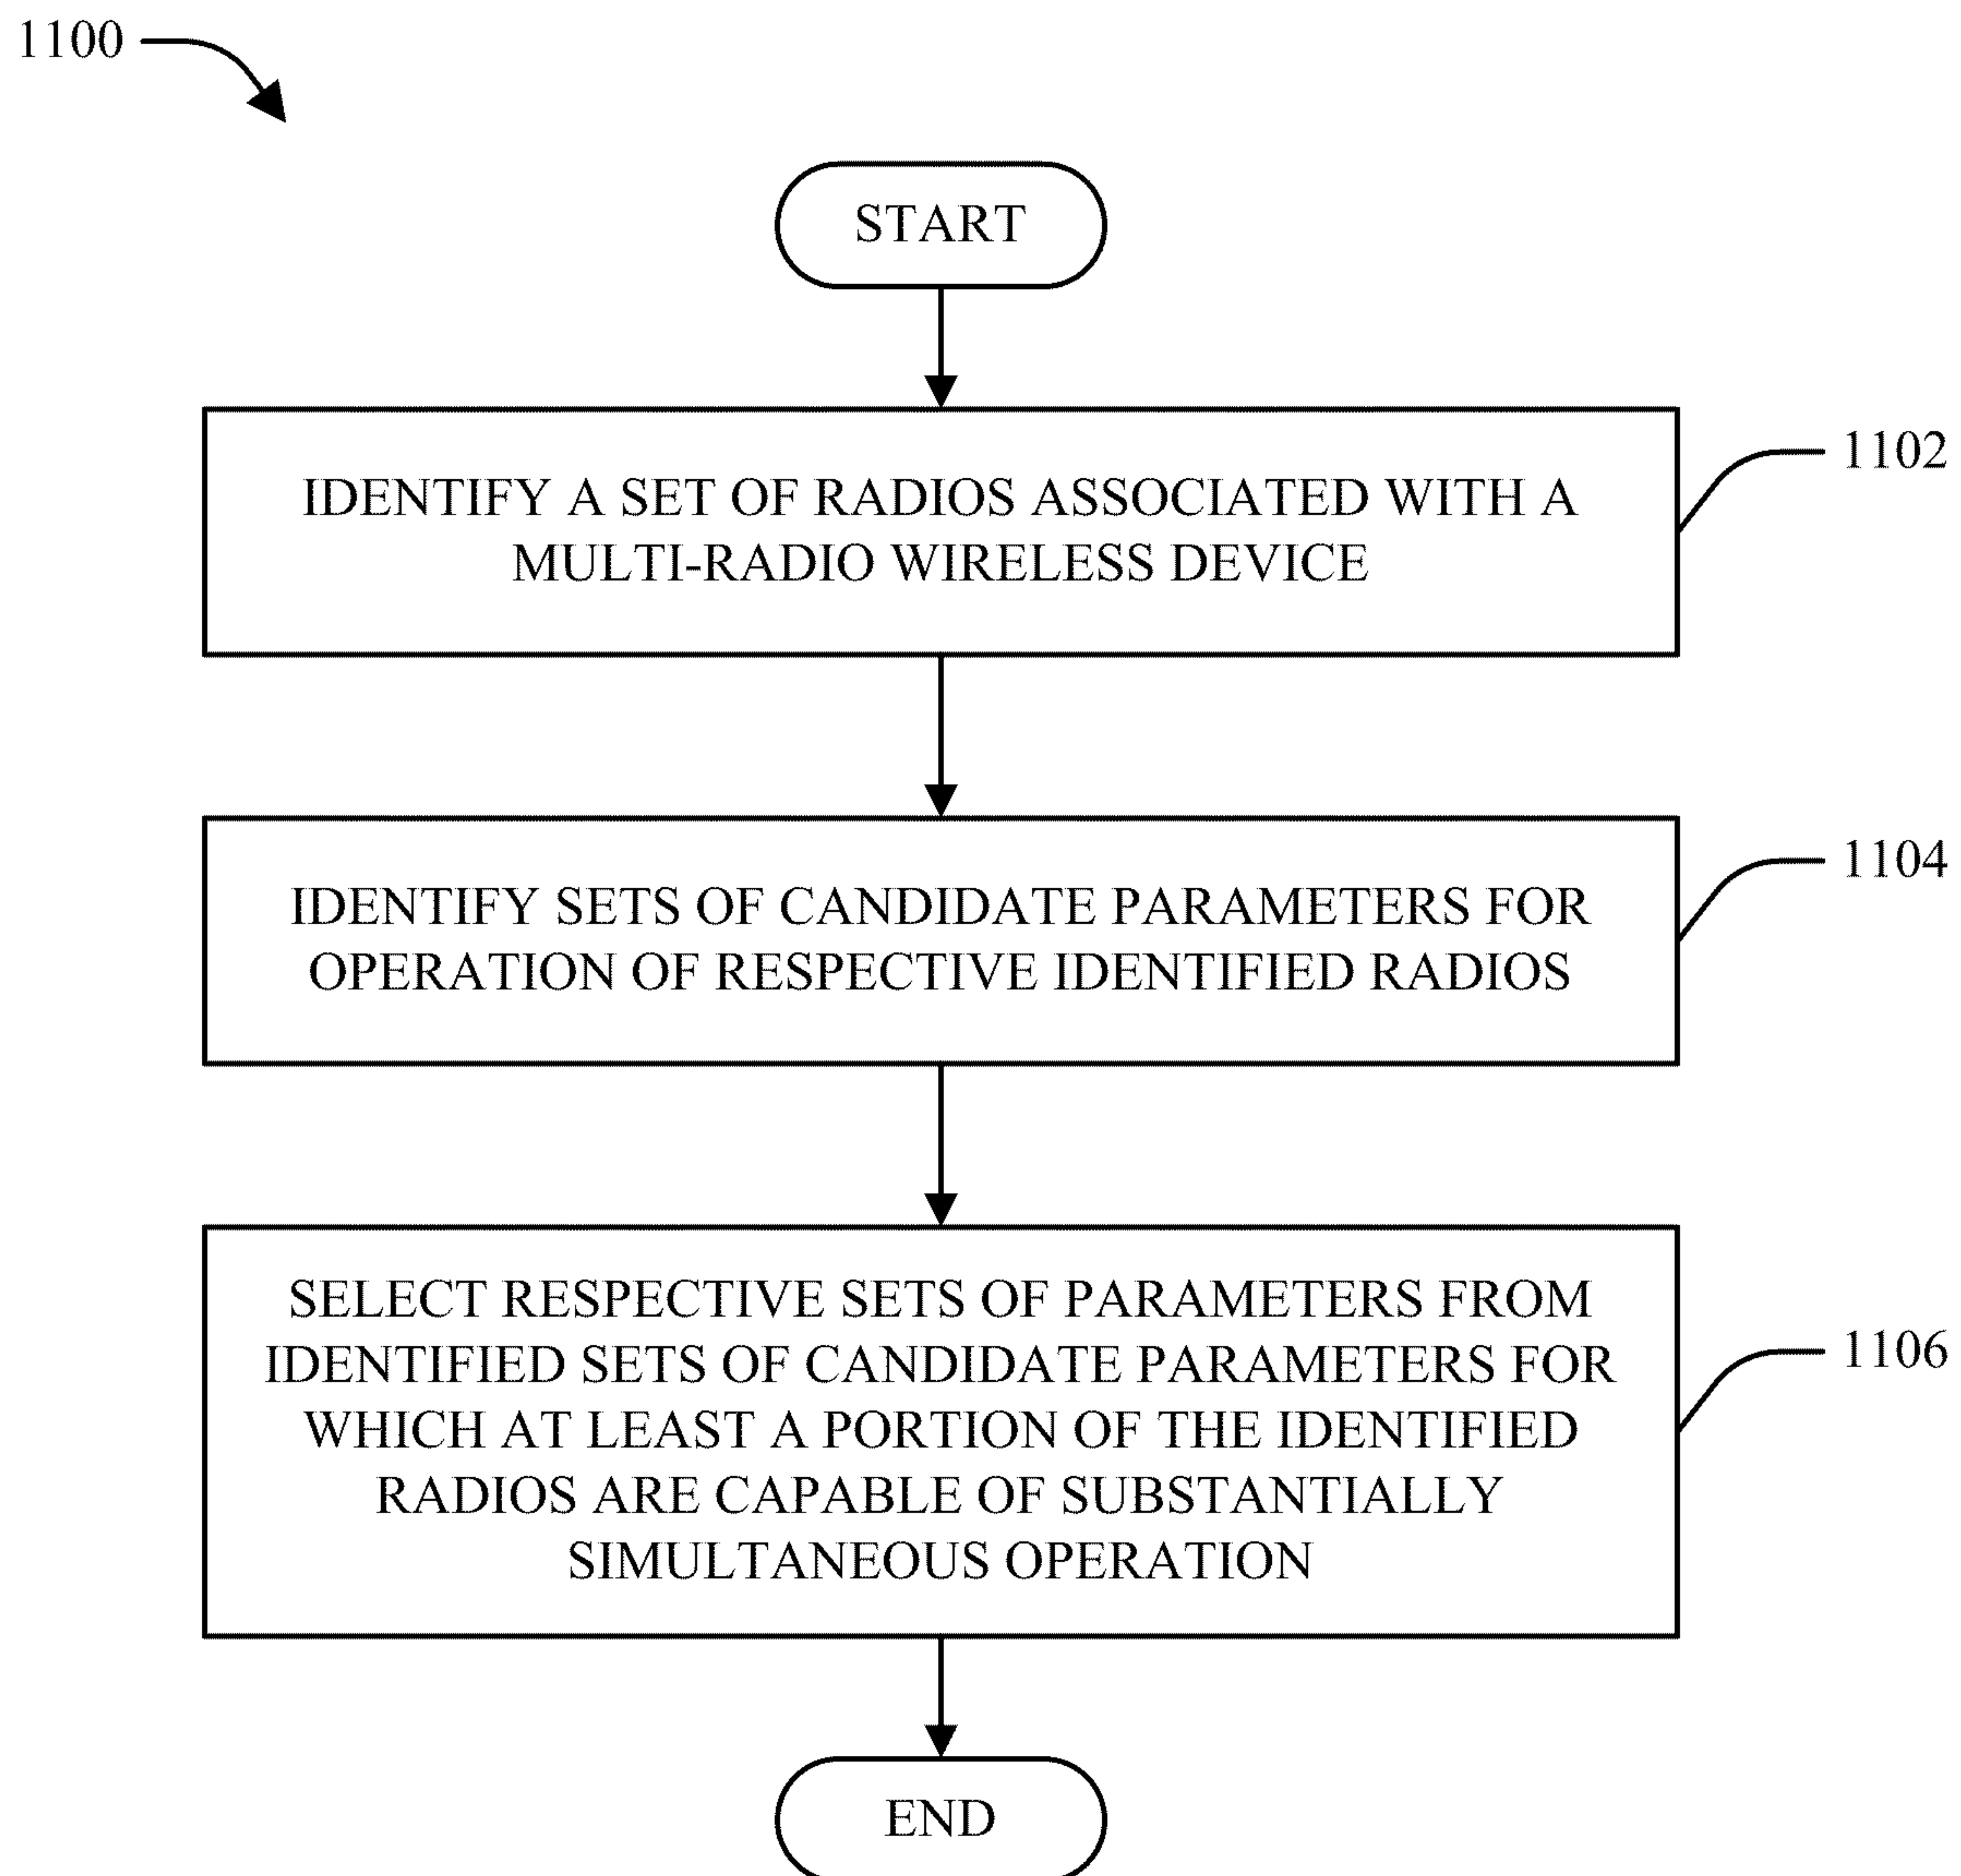 1100
START
IDENTIFY A SET OF RADIOS ASSOCIATED WITH A
MULTI-RADIO WIRELESS DEVICE
1102
IDENTIFY SETS OF CANDIDATE PARAMETERS FOR
OPERATION OF RESPECTIVE IDENTIFIED RADIOS
1104
SELECT RESPECTIVE SETS OF PARAMETERS FROM
IDENTIFIED SETS OF CANDIDATE PARAMETERS FOR
WHICH AT LEAST A PORTION OF THE IDENTIFIED
RADIOS ARE CAPABLE OF SUBSTANTIALLY
SIMULTANEOUS OPERATION
1106
END